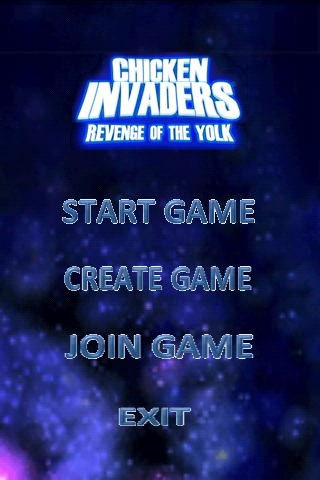 CHICKEN
INVADERS
REVENGE OF THE YOLK
START GAME
CREATE GAME
JOIN GAME
EXIT